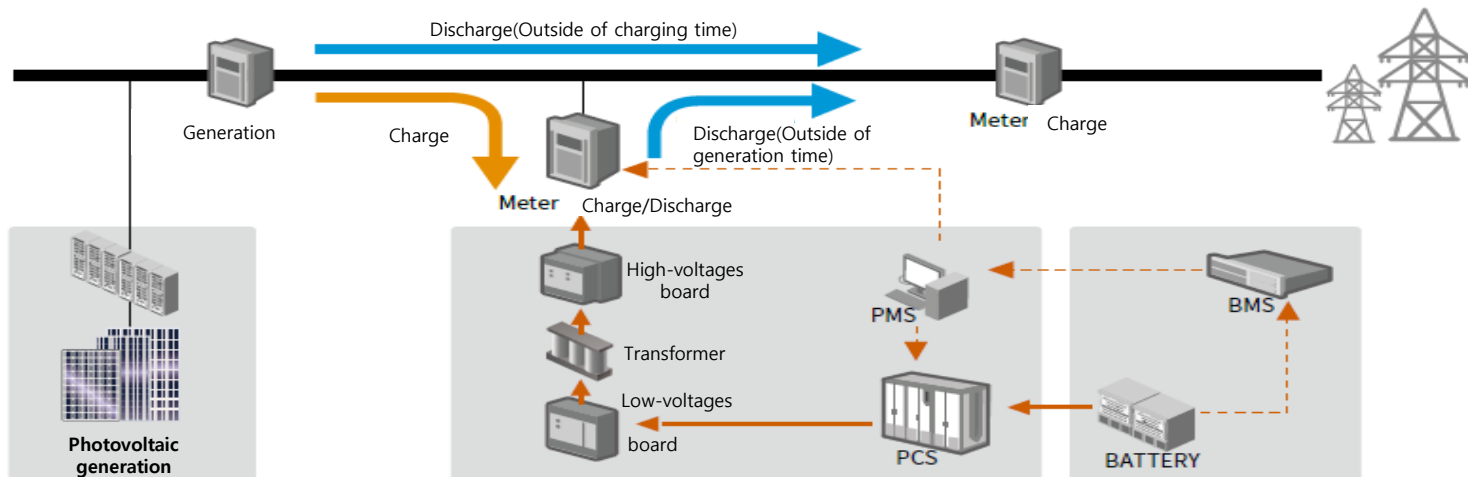 Discharge(Outside of charging time)
Generation
Charge
Discharge(Outside of
generation time)
Meter Charge
Meter Charge/Discharge
High-voltages
board
PMS
BMS
Transformer
Low-voltages
board
PCS
BATTERY
Photovoltaic
generation